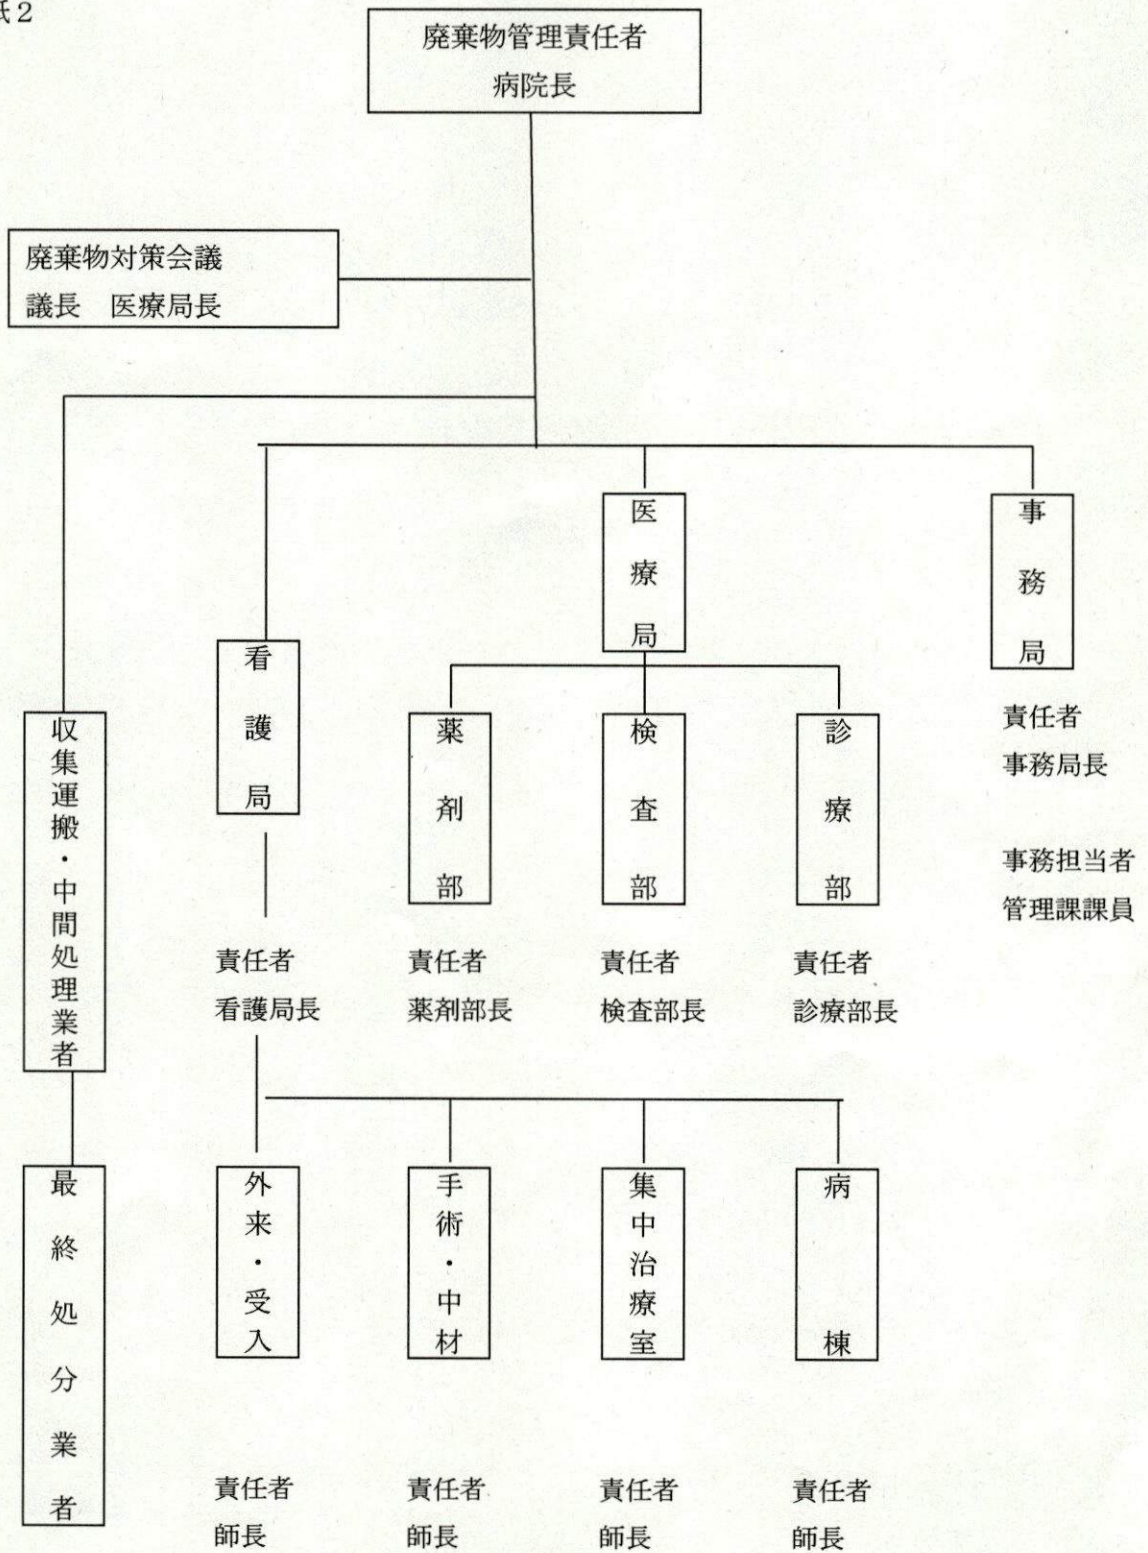 紙2
廃棄物管理責任者
病院長
廃棄物対策会議
議長　医療局長
医療局
事務局
看護局
責任者
事務局長
事務担当者
管理課課員
収集運搬・中間処理業者
薬剤部
検査部
診療部
責任者
看護局長
責任者
薬剤部長
責任者
検査部長
責任者
診療部長
最終処分業者
外来・受入
手術・中材
集中治療室
病棟
責任者
師長
責任者
師長
責任者
師長
責任者
師長